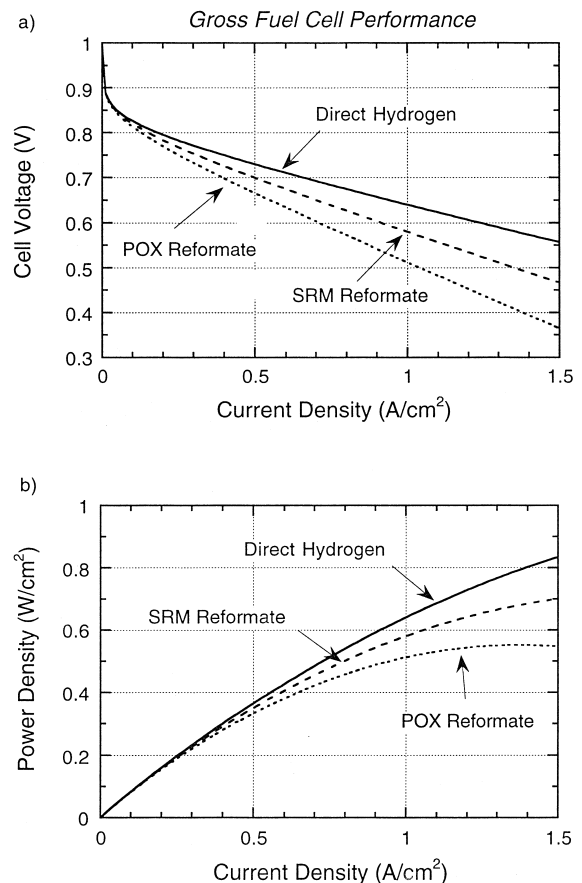 Gross Fuel Cell Performance
a)
1
0.9
0.8
0.7
0.6
0.5
0.4
0.3
Cell Voltage (V)
Direct Hydrogen
POX Reformate
SRM Reformate
0
0.5
1
1.5
Current Density (A/cm²)
b)
1
0.8
0.6
0.4
0.2
0
Power Density (W/cm²)
Direct Hydrogen
SRM Reformate
POX Reformate
0
0.5
1
1.5
Current Density (A/cm²)